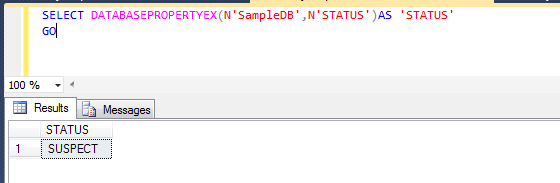 SELECT DATABASEPROPERTYEX(N'SampleDB',N'STATUS')AS 'STATUS'
GO
100 %
Results Messages
STATUS
1 SUSPECT